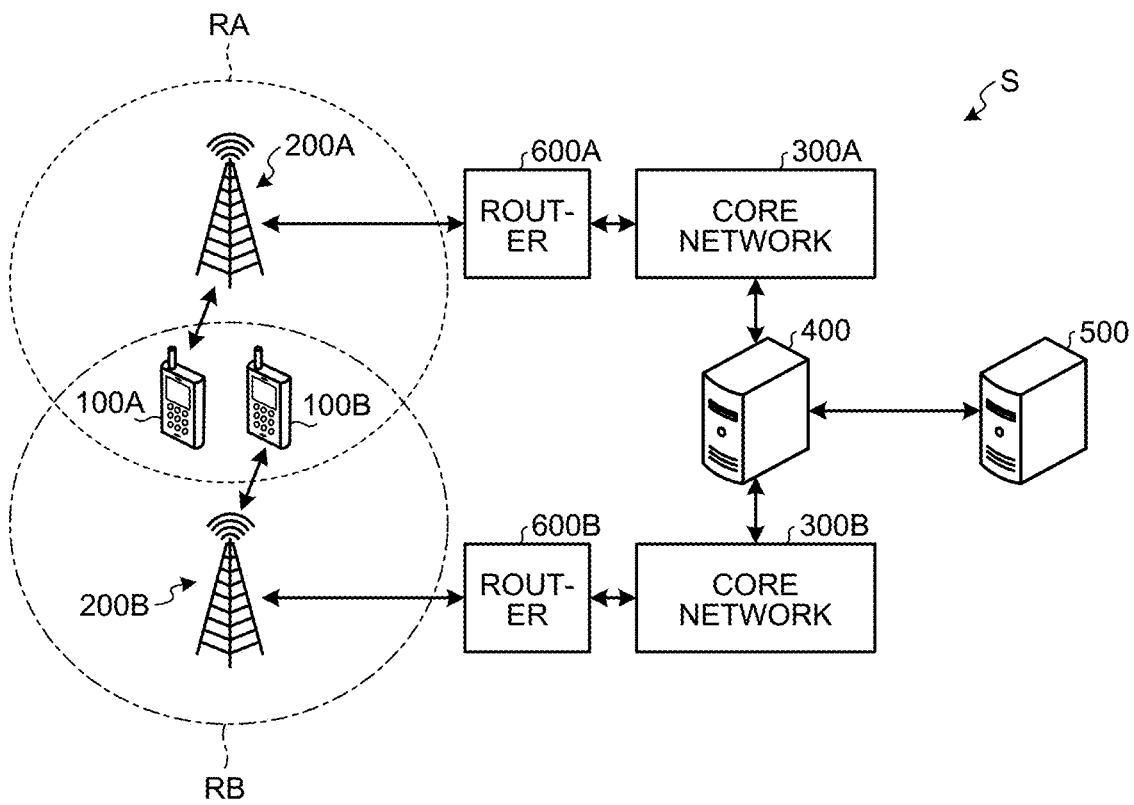 RA
S
200A
600A
300A
ROUT-
ER
CORE
NETWORK
400
500
100A
100B
600B
300B
200B
ROUT-
ER
CORE
NETWORK
RB